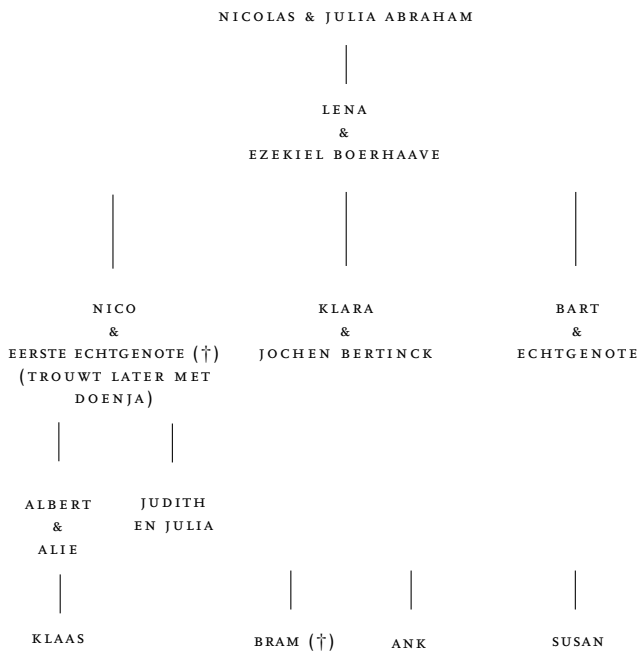 NICOLAS & JULIA ABRAHAM
LENA
&
EZEKIEL BOERHAAVE
NICO
&
EERSTE ECHTGENOTE (†)
(TROUWT LATER MET
DOENJA)
KLARA
&
JOCHEN BERTINCK
BART
&
ECHTGENOTE
ALBERT
&
ALIE
JUDITH
EN JULIA
KLAAS
BRAM (†)
ANK
SUSAN